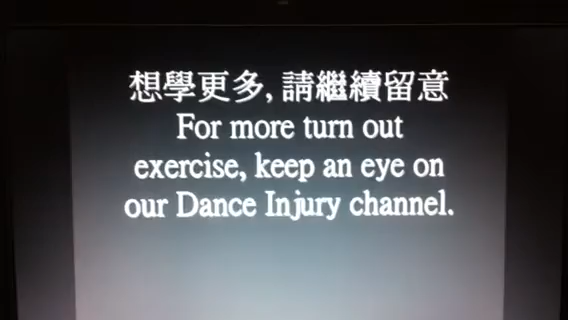 想學更多, 請繼續留意
For more turn out
exercise, keep an eye on
our Dance Injury channel.